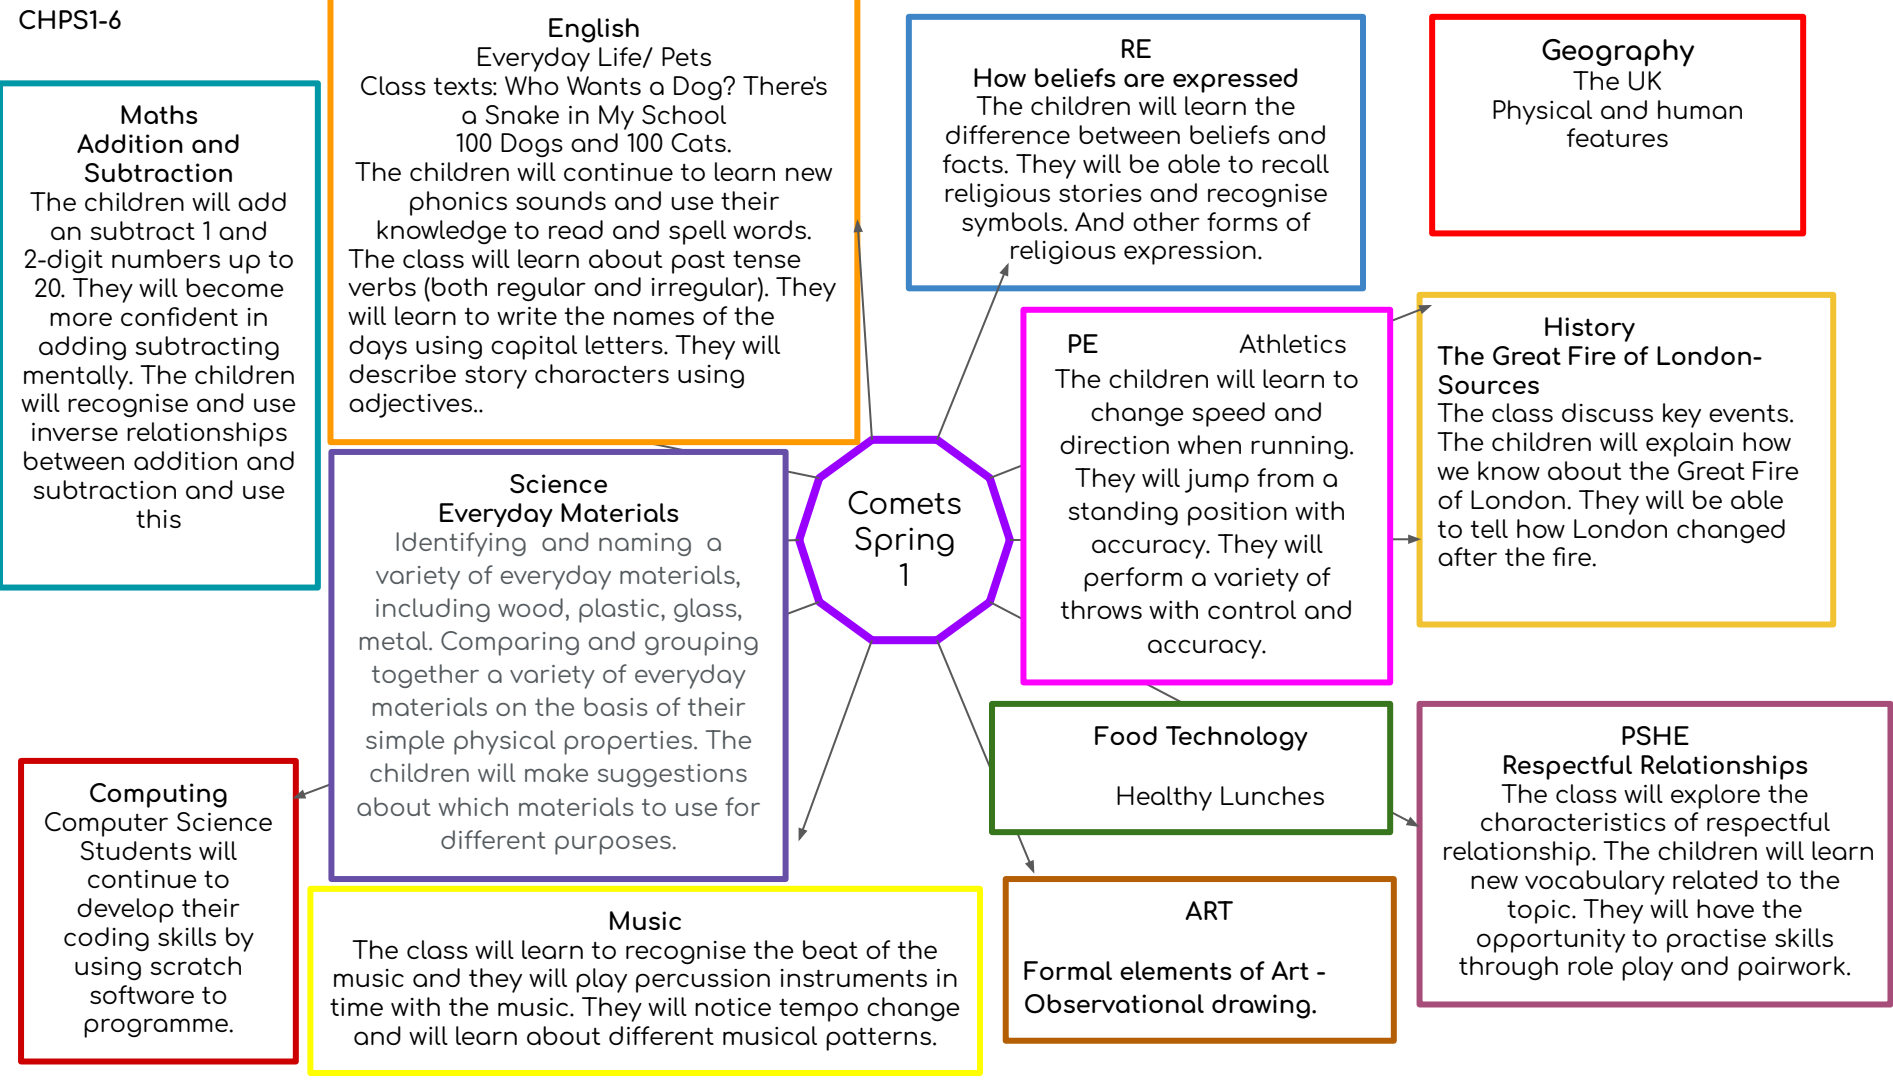 CHPS1-6
Maths
Addition and
Subtraction
The children will add
an subtract 1 and
2-digit numbers up to
20. They will become
more confident in
adding subtracting
mentally. The children
will recognise and use
inverse relationships
between addition and
subtraction and use
this
English
Everyday Life/ Pets
Class texts: Who Wants a Dog? There's
a Snake in My School
100 Dogs and 100 Cats.
The children will continue to learn new
phonics sounds and use their
knowledge to read and spell words.
The class will learn about past tense
verbs (both regular and irregular). They
will learn to write the names of the
days using capital letters. They will
describe story characters using
adjectives..
RE
How beliefs are expressed
The children will learn the
difference between beliefs and
facts. They will be able to recall
religious stories and recognise
symbols. And other forms of
religious expression.
Geography
The UK
Physical and human
features
Science
Everyday Materials
Identifying and naming a
variety of everyday materials,
including wood, plastic, glass,
metal. Comparing and grouping
together a variety of everyday
materials on the basis of their
simple physical properties. The
children will make suggestions
about which materials to use for
different purposes.
Comets
Spring
1
PE Athletics
The children will learn to
change speed and
direction when running.
They will jump from a
standing position with
accuracy. They will
perform a variety of
throws with control and
accuracy.
History
The Great Fire of London-
Sources
The class discuss key events.
The children will explain how
we know about the Great Fire
of London. They will be able
to tell how London changed
after the fire.
Computing
Computer Science
Students will
continue to
develop their
coding skills by
using scratch
software to
programme.
Music
The class will learn to recognise the beat of the
music and they will play percussion instruments in
time with the music. They will notice tempo change
and will learn about different musical patterns.
Food Technology
Healthy Lunches
ART
Formal elements of Art -
Observational drawing.
PSHE
Respectful Relationships
The class will explore the
characteristics of respectful
relationship. The children will learn
new vocabulary related to the
topic. They will have the
opportunity to practise skills
through role play and pairwork.